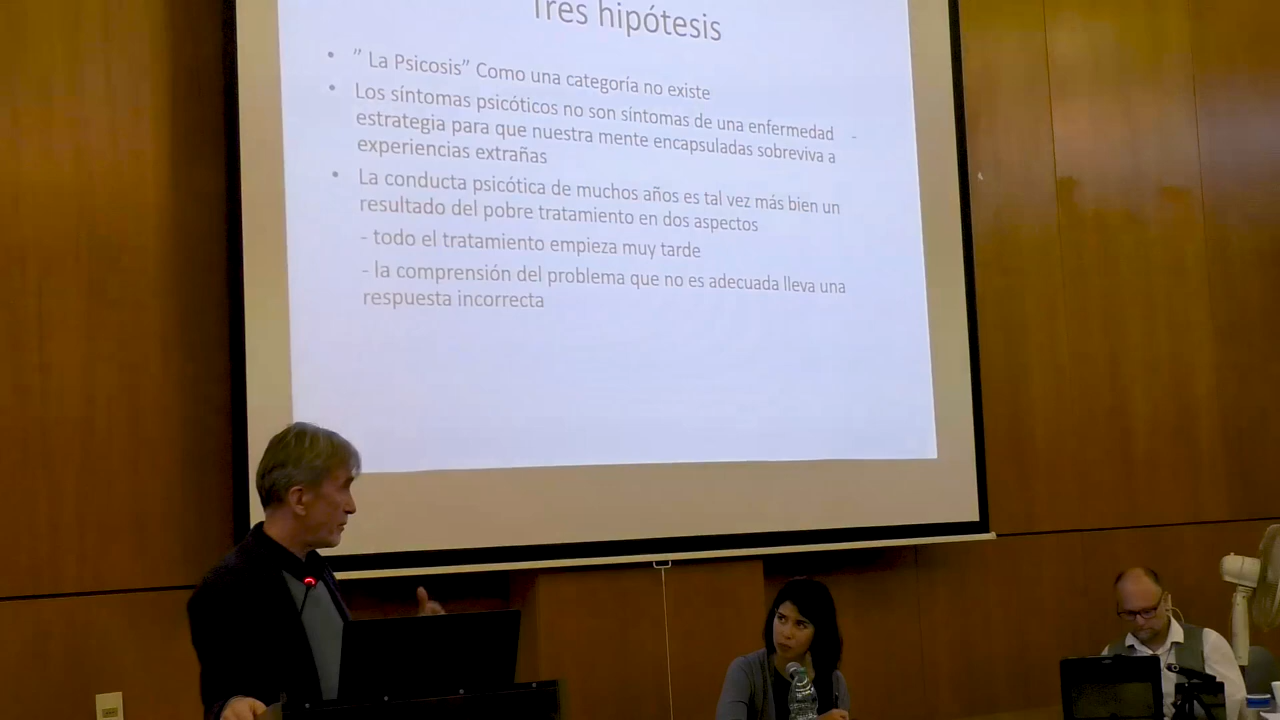 Tres hipótesis
• ” La Psicosis” Como una categoría no existe
• Los síntomas psicóticos no son síntomas de una enfermedad -
estrategia para que nuestra mente encapsuladas sobreviva a
experiencias extrañas
• La conducta psicótica de muchos años es tal vez más bien un
resultado del pobre tratamiento en dos aspectos
- todo el tratamiento empieza muy tarde
- la comprensión del problema que no es adecuada lleva una
respuesta incorrecta